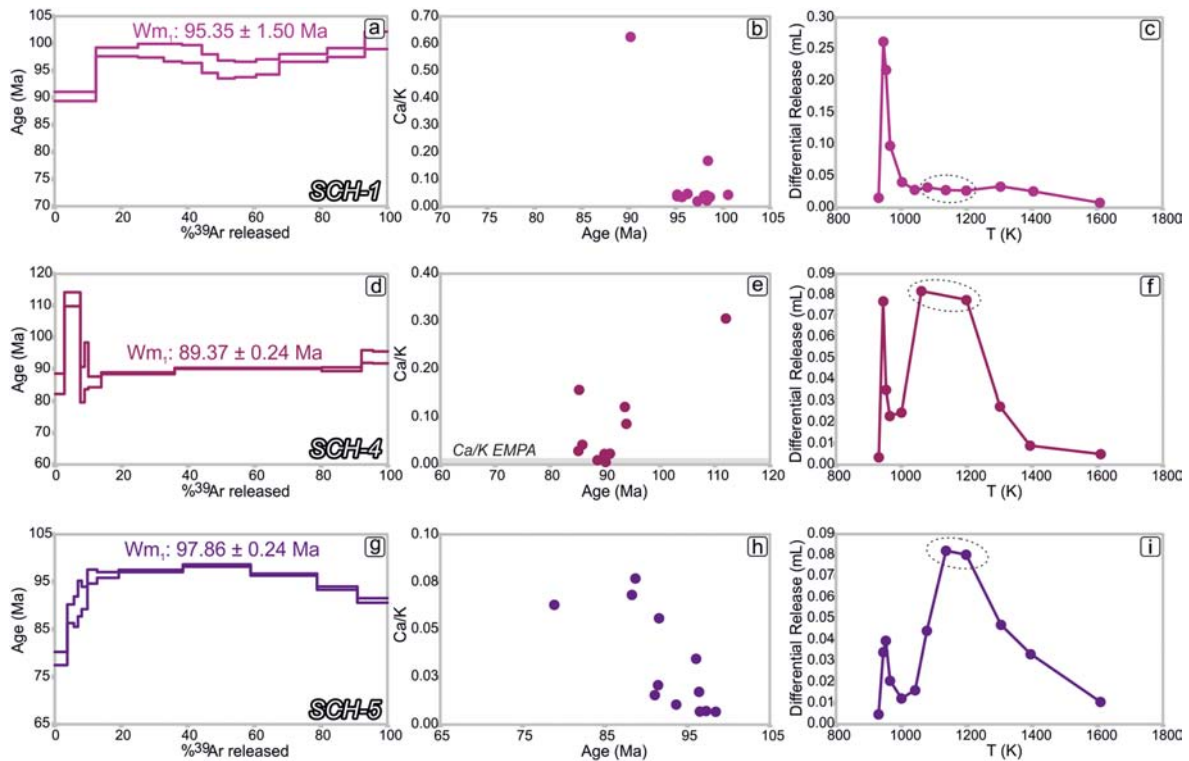 105
100
95
90
85
80
75
70
Age (Ma)
Wm1: 95.35 ± 1.50 Ma
a
SCH-1
0 20 40 60 80 100
%39Ar released
0.70
0.60
0.50
0.40
0.30
0.20
0.10
0.00
Ca/K
b
70 75 80 85 90 95 100 105
Age (Ma)
0.30
0.25
0.20
0.15
0.10
0.05
0.00
Differential Release (mL)
c
800 1000 1200 1400 1600 1800
T (K)
120
110
100
90
80
70
60
Age (Ma)
Wm1: 89.37 ± 0.24 Ma
d
SCH-4
0 20 40 60 80 100
%39Ar released
0.40
0.30
0.20
0.10
0.00
Ca/K
e
Ca/K EMPA
60 70 80 90 100 110 120
Age (Ma)
0.09
0.08
0.07
0.06
0.05
0.04
0.03
0.02
0.01
0.00
Differential Release (mL)
f
800 1000 1200 1400 1600 1800
T (K)
105
95
85
75
65
Age (Ma)
Wm1: 97.86 ± 0.24 Ma
g
SCH-5
0 20 40 60 80 100
%39Ar released
0.10
0.08
0.05
0.03
0.00
Ca/K
h
65 75 85 95 105
Age (Ma)
0.09
0.08
0.07
0.06
0.05
0.04
0.03
0.02
0.01
0.00
Differential Release (mL)
i
800 1000 1200 1400 1600 1800
T (K)